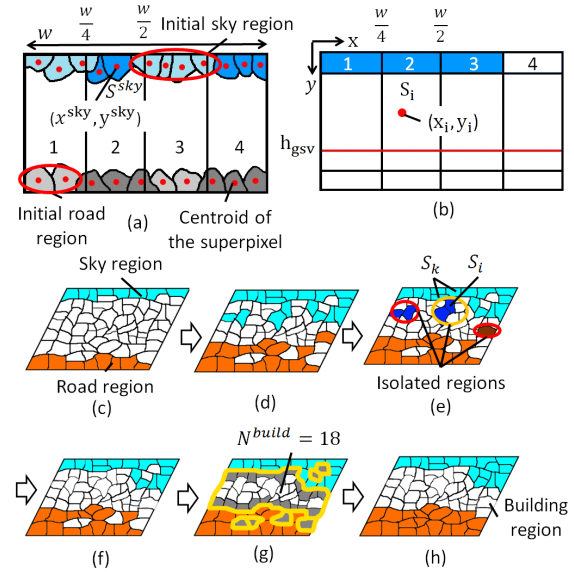 w
w/4
w/2
Initial sky region
S^sky
(x^sky, y^sky)
1
2
3
4
Initial road
region
(a)
Centroid of
the superpixel
x
w/4
w/2
y
1
2
3
4
S_i
(x_i, y_i)
h_gsv
(b)
Sky region
Road region
(c)
(d)
S_k
S_i
Isolated regions
(e)
(f)
N^build = 18
(g)
Building
region
(h)